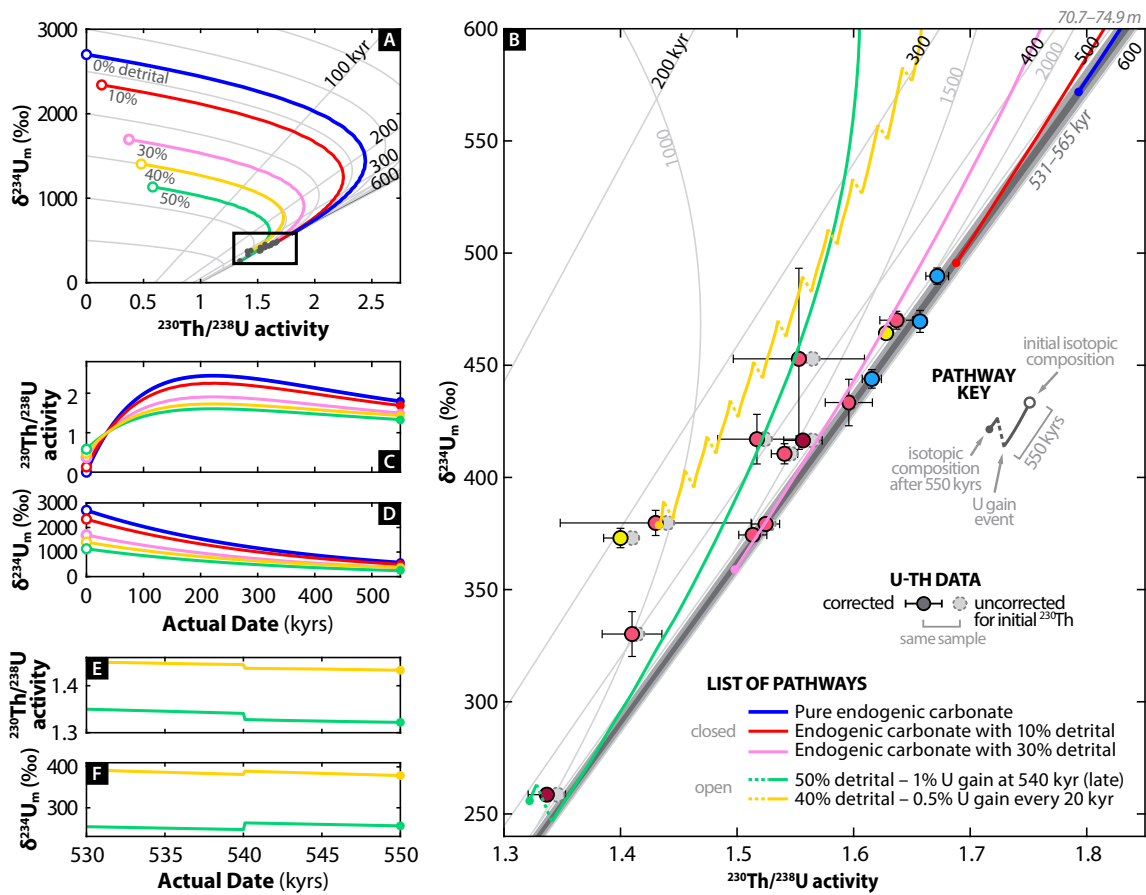 A
3000
2000
1000
0
δ²³⁴Uₘ (‰)
0% detrital
10%
30%
40%
50%
100 kyr
200
300
600
0
0.5
1
1.5
2
2.5
²³⁰Th/²³⁸U activity
C
²³⁰Th/²³⁸U
activity
2
1
0
D
δ²³⁴Uₘ (‰)
3000
2000
1000
0
0
100
200
300
400
500
Actual Date (kyrs)
E
²³⁰Th/²³⁸U
activity
1.4
1.3
F
δ²³⁴Uₘ (‰)
400
300
530
535
540
545
550
Actual Date (kyrs)
B
70.7–74.9 m
600
550
500
450
400
350
300
250
δ²³⁴Uₘ (‰)
200 kyr
300
400
500
600
1000
1500
2000
531–565 kyr
PATHWAY
KEY
initial isotopic
composition
550 kyrs
isotopic
composition
after 550 kyrs
U gain
event
U-TH DATA
corrected
uncorrected
for initial ²³⁰Th
same sample
LIST OF PATHWAYS
closed
Pure endogenic carbonate
Endogenic carbonate with 10% detrital
Endogenic carbonate with 30% detrital
open
50% detrital – 1% U gain at 540 kyr (late)
40% detrital – 0.5% U gain every 20 kyr
1.3
1.4
1.5
1.6
1.7
1.8
²³⁰Th/²³⁸U activity